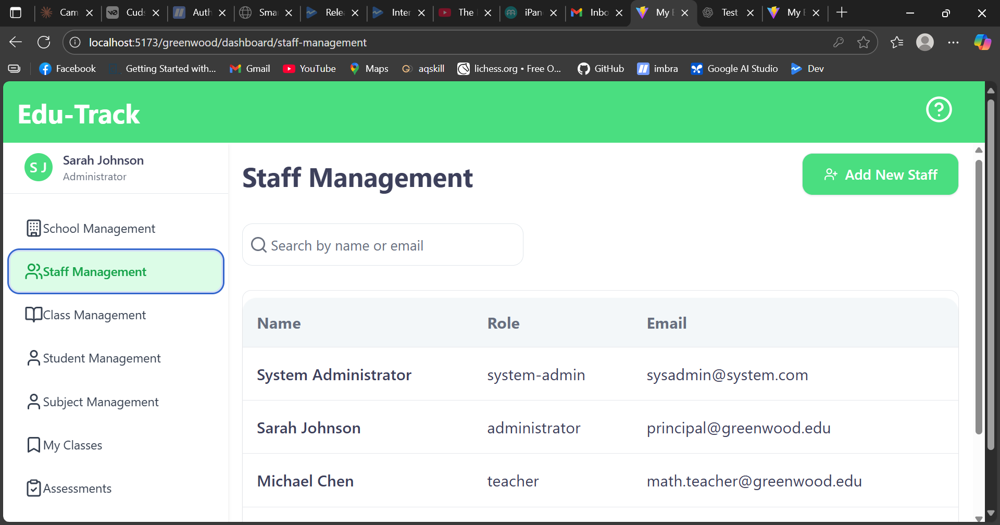 Cam
Cuds
Auth
Sma
Rele
Inter
The
iPan
Inbo
My E
Test
My E
localhost:5173/greenwood/dashboard/staff-management
Facebook
Getting Started with...
Gmail
YouTube
Maps
aqskill
lichess.org • Free O...
GitHub
imbra
Google AI Studio
Dev
Edu-Track
S J
Sarah Johnson
Administrator
School Management
Staff Management
Class Management
Student Management
Subject Management
My Classes
Assessments
Staff Management
Add New Staff
Search by name or email
Name Role Email
System Administrator system-admin sysadmin@system.com
Sarah Johnson administrator principal@greenwood.edu
Michael Chen teacher math.teacher@greenwood.edu